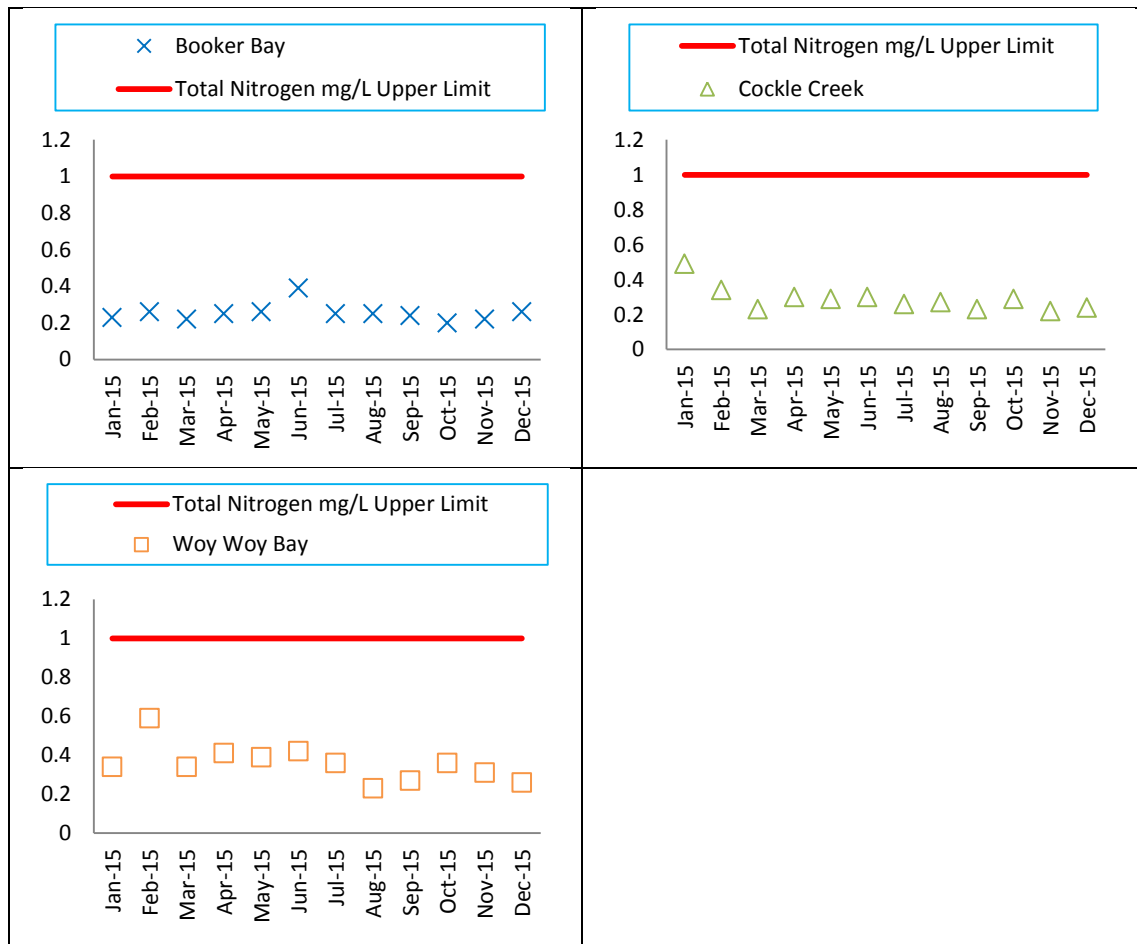 Booker Bay
Total Nitrogen mg/L Upper Limit
1.2
1
0.8
0.6
0.4
0.2
0
Jan-15
Feb-15
Mar-15
Apr-15
May-15
Jun-15
Jul-15
Aug-15
Sep-15
Oct-15
Nov-15
Dec-15
Total Nitrogen mg/L Upper Limit
Cockle Creek
1.2
1
0.8
0.6
0.4
0.2
0
Jan-15
Feb-15
Mar-15
Apr-15
May-15
Jun-15
Jul-15
Aug-15
Sep-15
Oct-15
Nov-15
Dec-15
Total Nitrogen mg/L Upper Limit
Woy Woy Bay
1.2
1
0.8
0.6
0.4
0.2
0
Jan-15
Feb-15
Mar-15
Apr-15
May-15
Jun-15
Jul-15
Aug-15
Sep-15
Oct-15
Nov-15
Dec-15